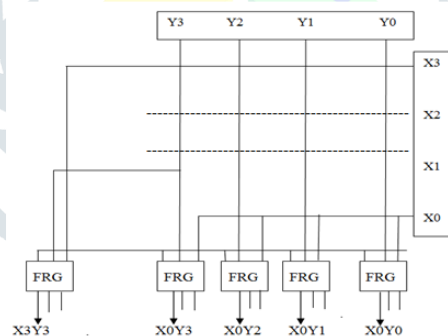 Y3 Y2 Y1 Y0
X3
X2
X1
X0
FRG FRG FRG FRG FRG
X3Y3 X0Y3 X0Y2 X0Y1 X0Y0